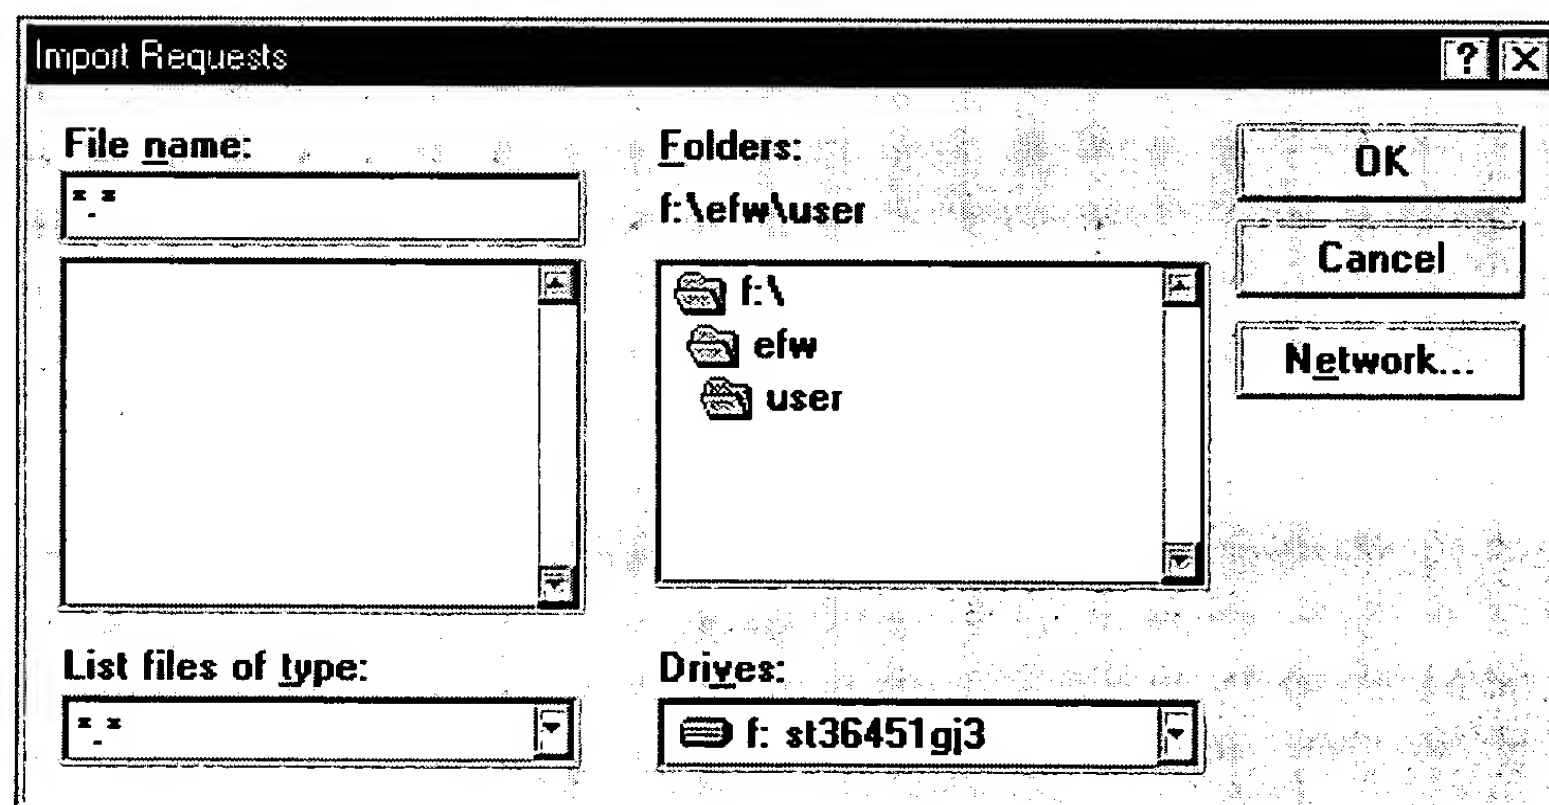 Import Requests
File name:
*.*
List files of type:
*.*
Folders:
f:\efw\user
f:\
efw
user
Drives:
f: st36451gj3
OK
Cancel
Network...